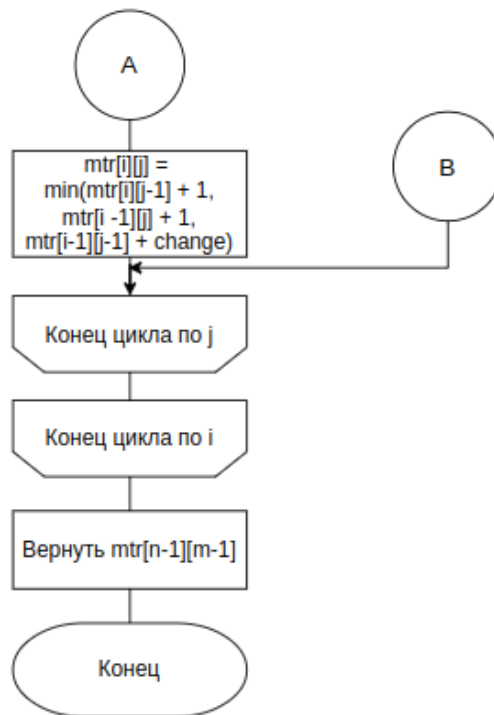 A
mtr[i][j] =
min(mtr[i][j-1] + 1,
mtr[i -1][j] + 1,
mtr[i-1][j-1] + change)
B
Конец цикла по j
Конец цикла по i
Вернуть mtr[n-1][m-1]
Конец